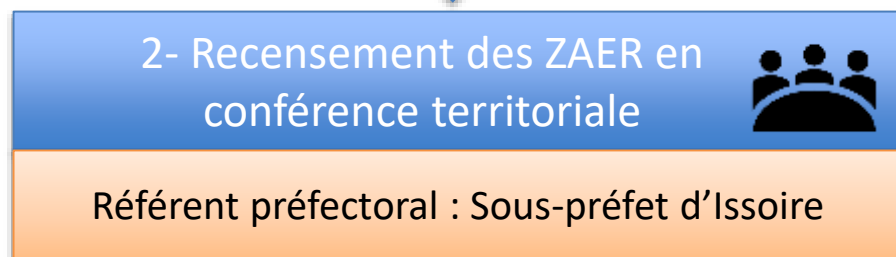 2- Recensement des ZAER en
conférence territoriale
Référent préfectoral : Sous-préfet d’Issoire